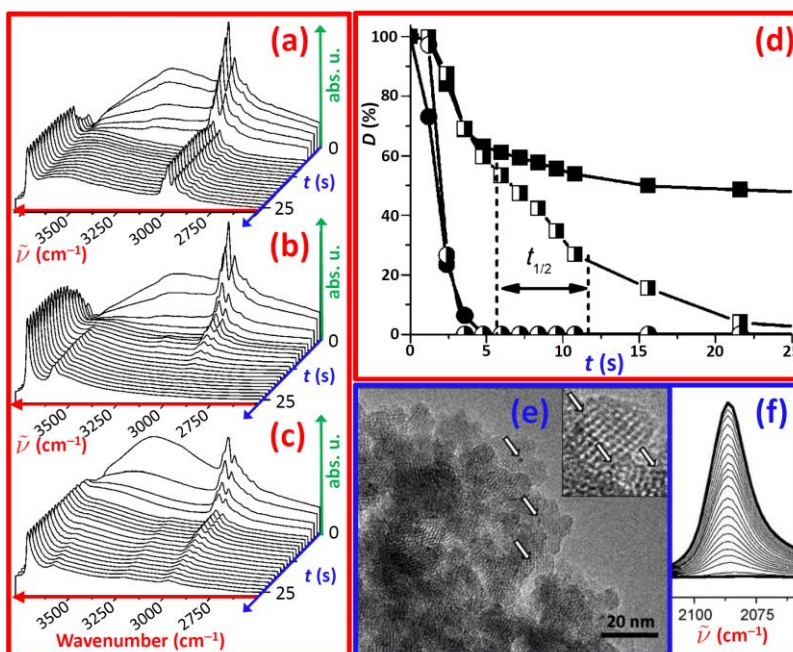 (a)
abs. u.
0
t (s)
25
3500
3250
3000
2750
ṽ (cm⁻¹)
(b)
abs. u.
0
t (s)
25
3500
3250
3000
2750
ṽ (cm⁻¹)
(c)
abs. u.
0
t (s)
25
3500
3250
3000
2750
Wavenumber (cm⁻¹)
(d)
D (%)
100
80
60
40
20
0
t₁/₂
0
5
10
15
20
25
t (s)
(e)
20 nm
(f)
2100
2075
ṽ (cm⁻¹)